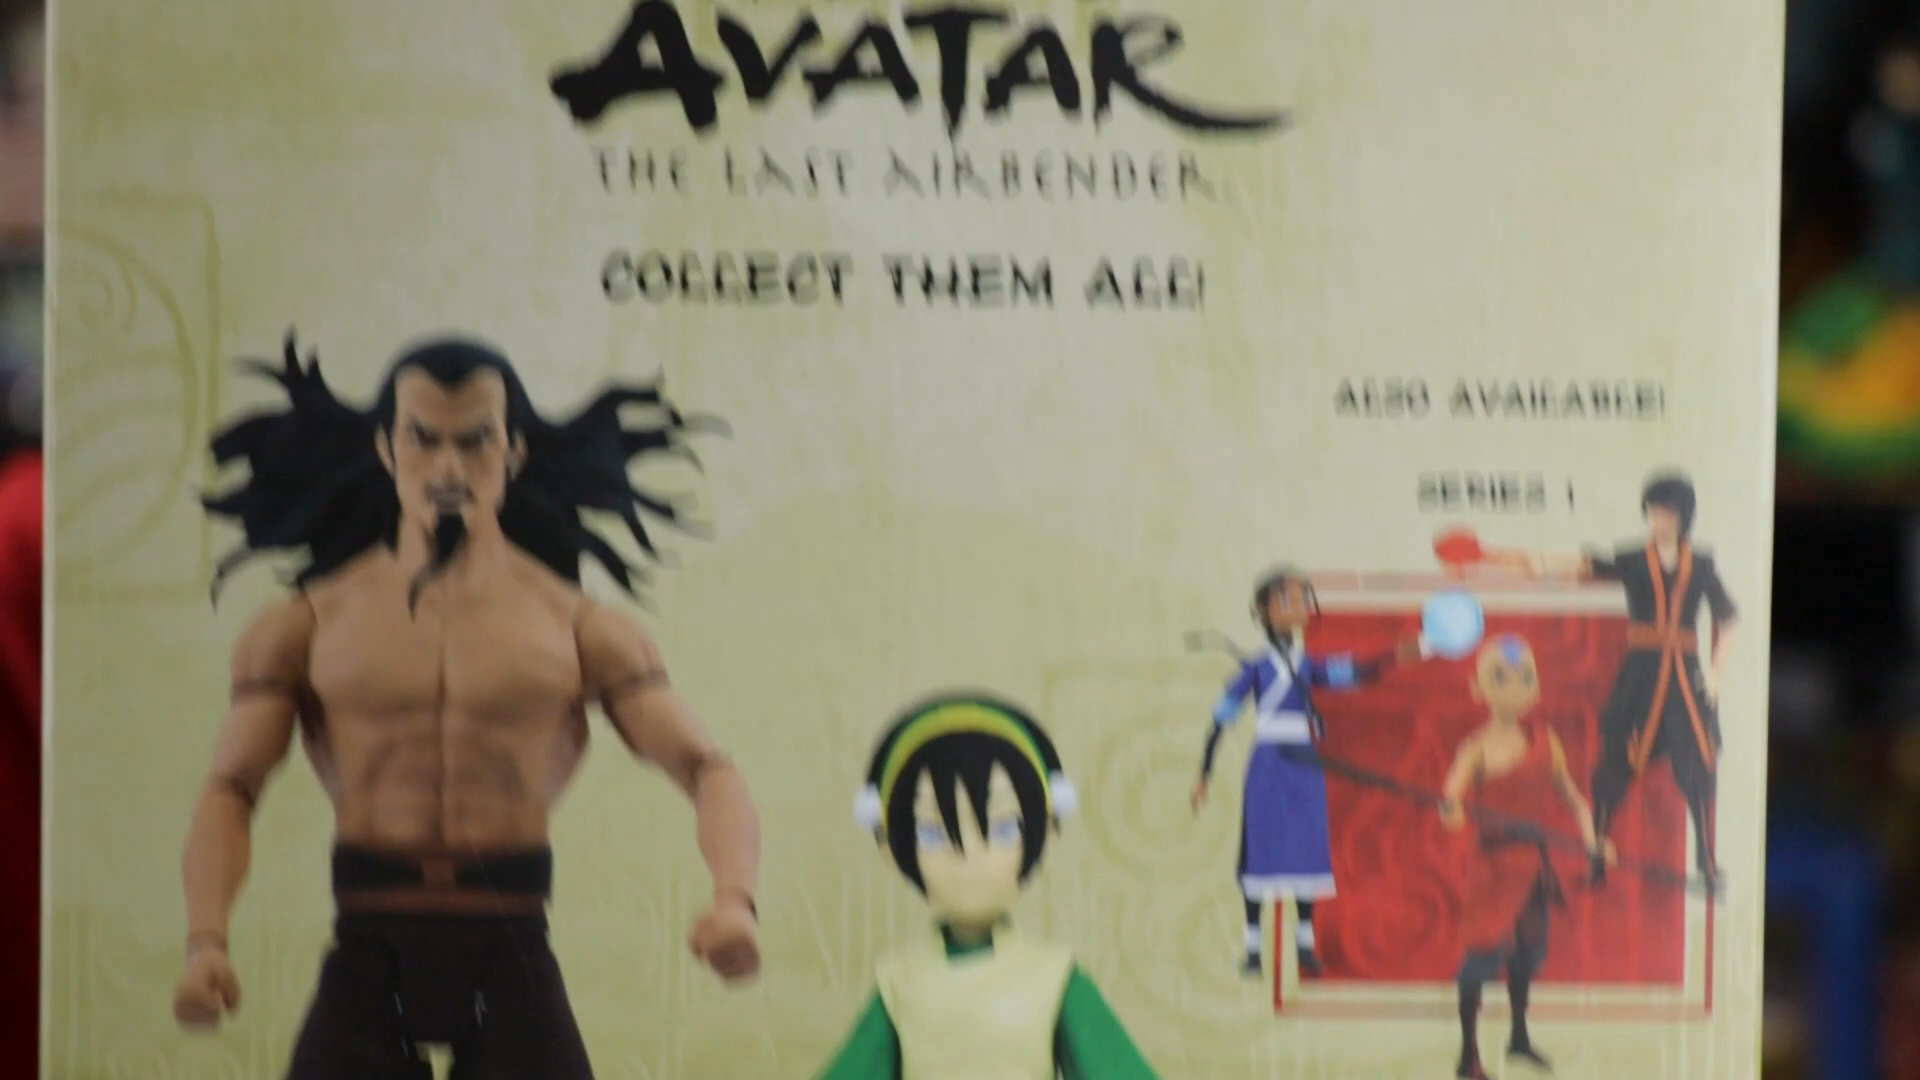 AVATAR
THE LAST AIRBENDER
COLLECT THEM ALL!
ALSO AVAILABLE!
SERIES 1